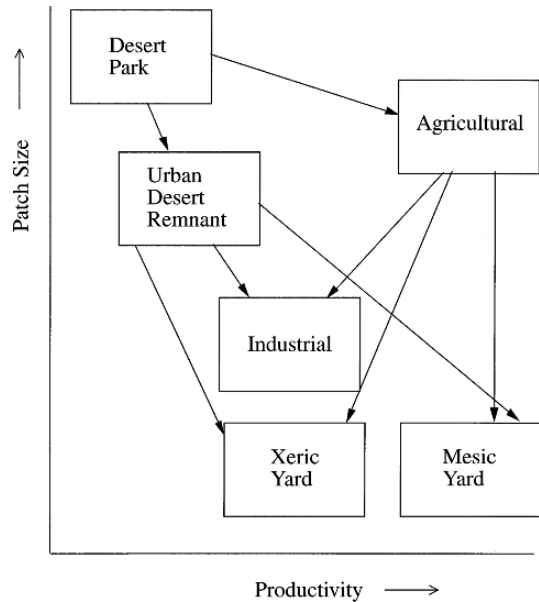 Desert
Park
Agricultural
Urban
Desert
Remnant
Industrial
Xeric
Yard
Mesic
Yard
Patch Size
Productivity